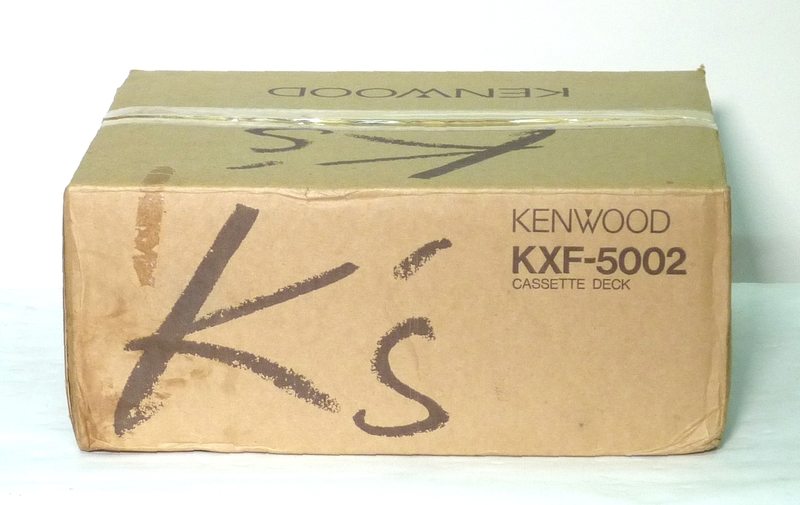 KENWOOD
K's
K's
KENWOOD
KXF-5002
CASSETTE DECK